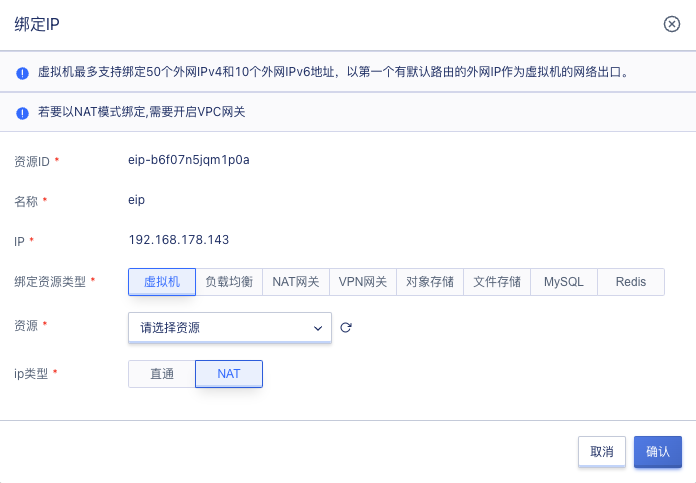 绑定IP
虚拟机最多支持绑定50个外网IPv4和10个外网IPv6地址，以第一个有默认路由的外网IP作为虚拟机的网络出口。
若要以NAT模式绑定,需要开启VPC网关
资源ID * eip-b6f07n5jqm1p0a
名称 * eip
IP * 192.168.178.143
绑定资源类型 * 虚拟机 负载均衡 NAT网关 VPN网关 对象存储 文件存储 MySQL Redis
资源 * 请选择资源
ip类型 * 直通 NAT
取消 确认